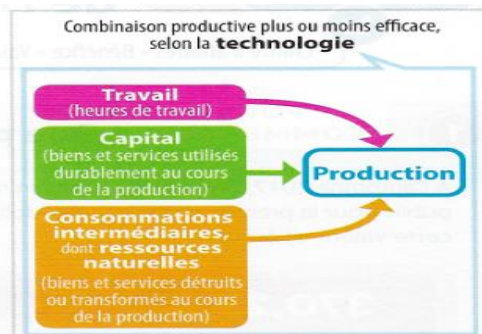 Combinaison productive plus ou moins efficace,
selon la technologie
Travail
(heures de travail)
Capital
(biens et services utilisés
durablement au cours
de la production)
Consommations
intermédiaires,
dont ressources
naturelles
(biens et services détruits
ou transformés au cours
de la production)
Production